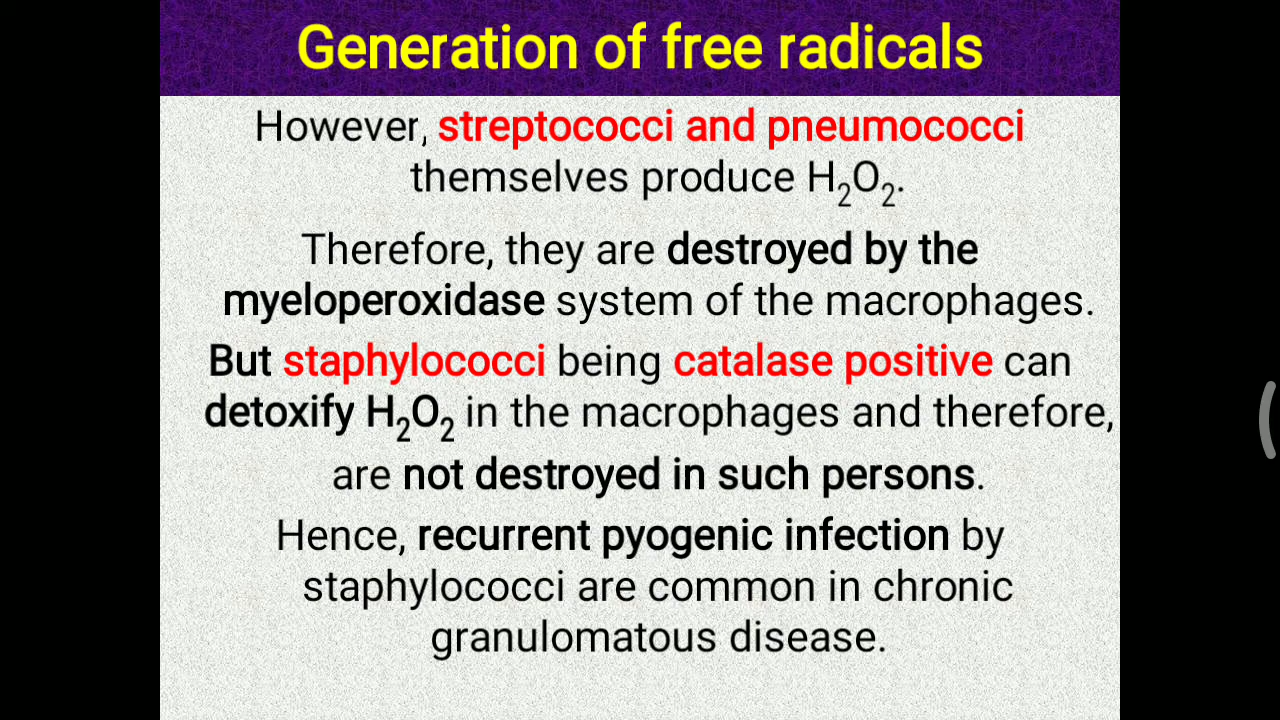 Generation of free radicals
However, streptococci and pneumococci
themselves produce H₂O₂.
Therefore, they are destroyed by the
myeloperoxidase system of the macrophages.
But staphylococci being catalase positive can
detoxify H₂O₂ in the macrophages and therefore,
are not destroyed in such persons.
Hence, recurrent pyogenic infection by
staphylococci are common in chronic
granulomatous disease.